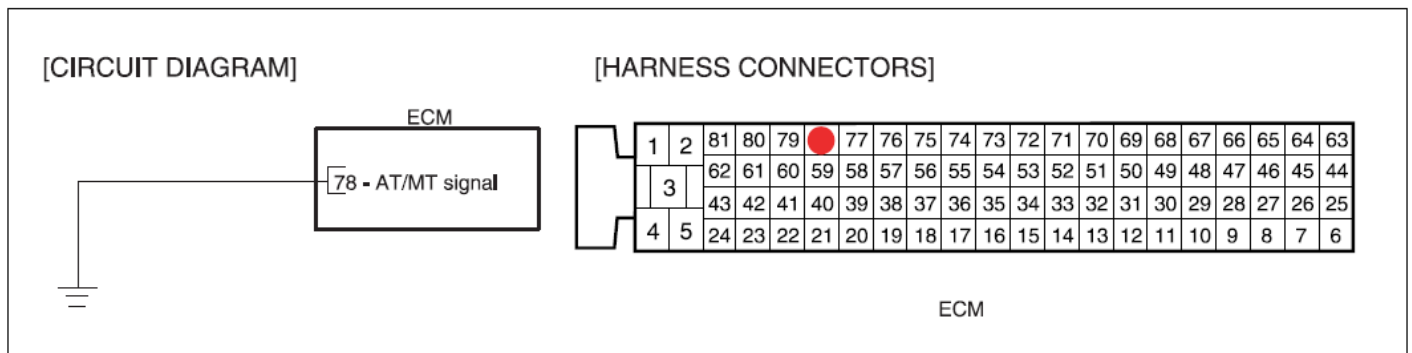 [CIRCUIT DIAGRAM]
ECM
78 - AT/MT signal
[HARNESS CONNECTORS]
1 2 81 80 79 77 76 75 74 73 72 71 70 69 68 67 66 65 64 63
3 62 61 60 59 58 57 56 55 54 53 52 51 50 49 48 47 46 45 44
43 42 41 40 39 38 37 36 35 34 33 32 31 30 29 28 27 26 25
4 5 24 23 22 21 20 19 18 17 16 15 14 13 12 11 10 9 8 7 6
ECM